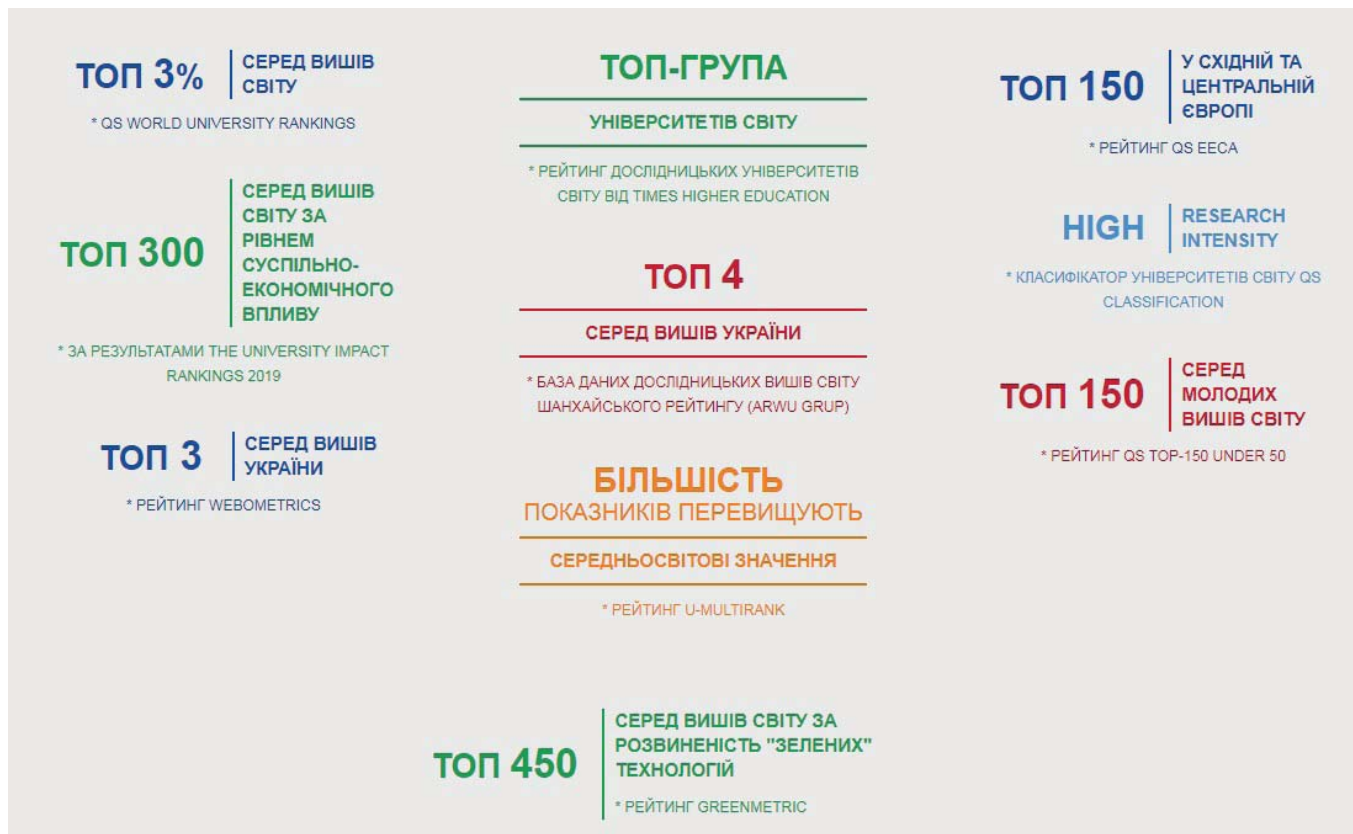 ТОП 3%
СЕРЕД ВИШІВ
СВІТУ
* QS WORLD UNIVERSITY RANKINGS
ТОП 300
СЕРЕД ВИШІВ
СВІТУ ЗА
РІВНЕМ
СУСПІЛЬНО-
ЕКОНОМІЧНОГО
ВПЛИВУ
* ЗА РЕЗУЛЬТАТАМИ THE UNIVERSITY IMPACT
RANKINGS 2019
ТОП 3
СЕРЕД ВИШІВ
УКРАЇНИ
* РЕЙТИНГ WEBOMETRICS
ТОП-ГРУПА
УНІВЕРСИТЕТІВ СВІТУ
* РЕЙТИНГ ДОСЛІДНИЦЬКИХ УНІВЕРСИТЕТІВ
СВІТУ ВІД TIMES HIGHER EDUCATION
ТОП 4
СЕРЕД ВИШІВ УКРАЇНИ
* БАЗА ДАНИХ ДОСЛІДНИЦЬКИХ ВИШІВ СВІТУ
ШАНХАЙСЬКОГО РЕЙТИНГУ (ARWU GRUP)
БІЛЬШІСТЬ
ПОКАЗНИКІВ ПЕРЕВИЩУЮТЬ
СЕРЕДНЬОСВІТОВІ ЗНАЧЕННЯ
* РЕЙТИНГ U-MULTIRANK
ТОП 150
У СХІДНІЙ ТА
ЦЕНТРАЛЬНІЙ
ЄВРОПІ
* РЕЙТИНГ QS EECA
HIGH
RESEARCH
INTENSITY
* КЛАСИФІКАТОР УНІВЕРСИТЕТІВ СВІТУ QS
CLASSIFICATION
ТОП 150
СЕРЕД
МОЛОДИХ
ВИШІВ СВІТУ
* РЕЙТИНГ QS TOP-150 UNDER 50
ТОП 450
СЕРЕД ВИШІВ СВІТУ ЗА
РОЗВИНЕНІСТЬ "ЗЕЛЕНИХ"
ТЕХНОЛОГІЙ
* РЕЙТИНГ GREENMETRIC